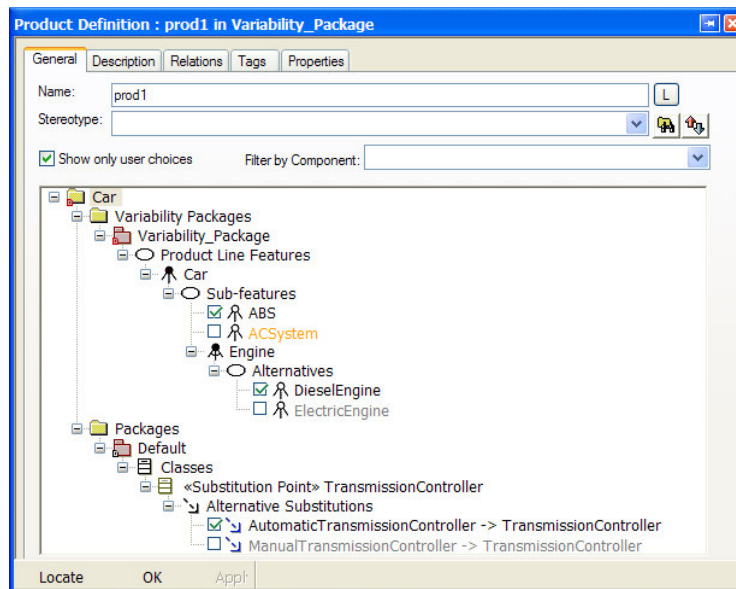 Product Definition : prod1 in Variability_Package
General Description Relations Tags Properties
Name: prod1 L
Stereotype:
Show only user choices Filter by Component:
Car
Variability Packages
Variability_Package
Product Line Features
Car
Sub-features
ABS
ACSystem
Engine
Alternatives
DieselEngine
ElectricEngine
Packages
Default
Classes
«Substitution Point» TransmissionController
Alternative Substitutions
AutomaticTransmissionController -> TransmissionController
ManualTransmissionController -> TransmissionController
Locate OK Appl